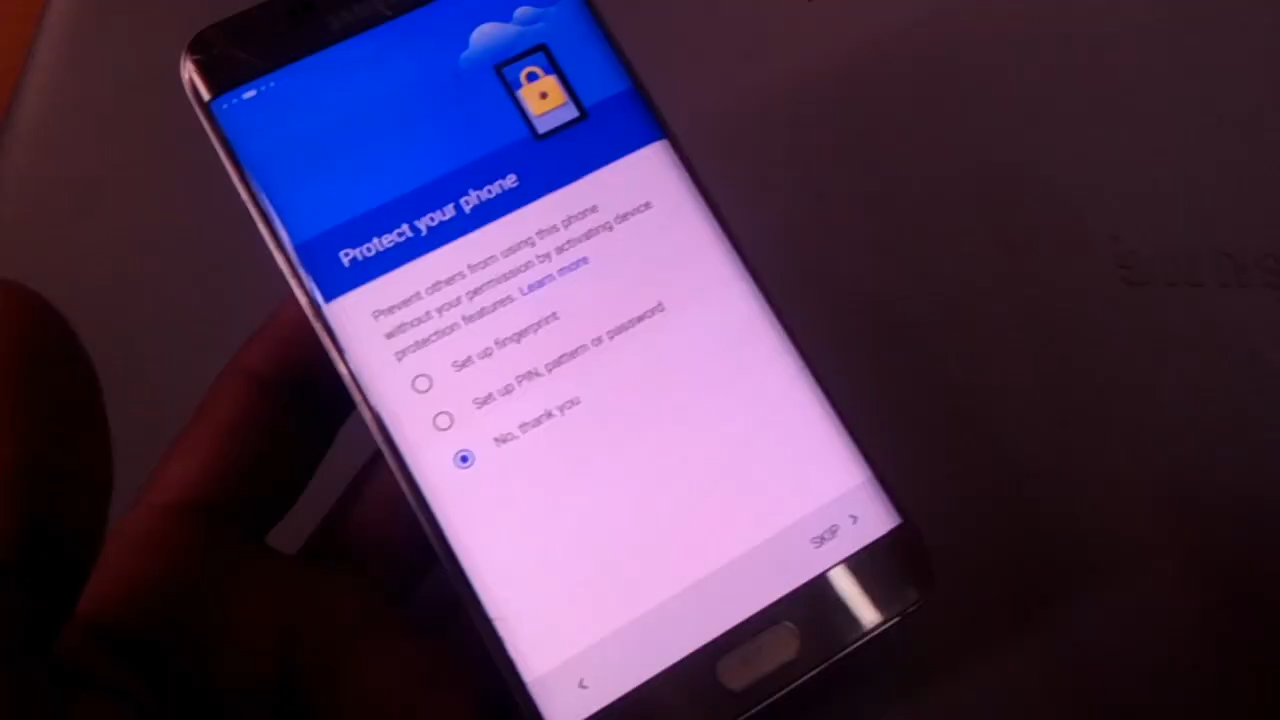 Protect your phone
Prevent others from using this phone
without your permission by activating device
protection features. Learn more
Set up fingerprint
Set up PIN, pattern or password
No, thank you
SKIP